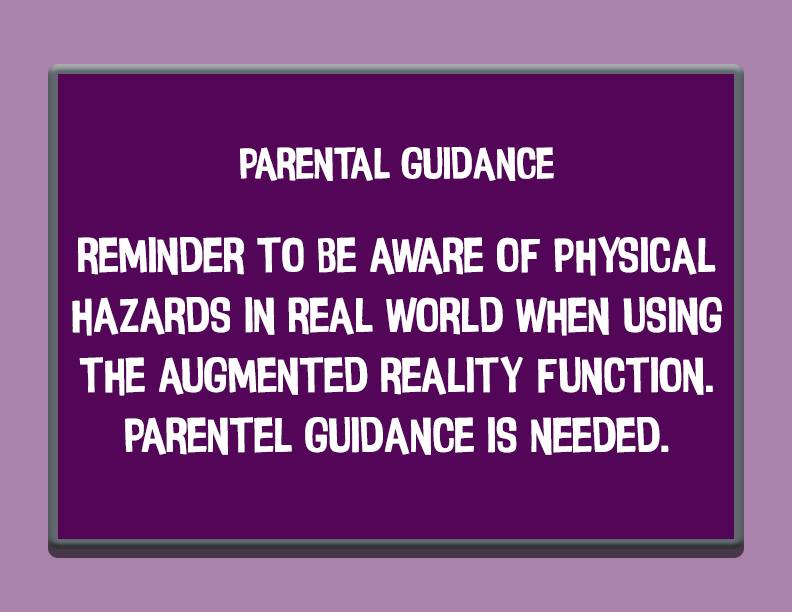 PARENTAL GUIDANCE
REMINDER TO BE AWARE OF PHYSICAL
HAZARDS IN REAL WORLD WHEN USING
THE AUGMENTED REALITY FUNCTION.
PARENTEL GUIDANCE IS NEEDED.